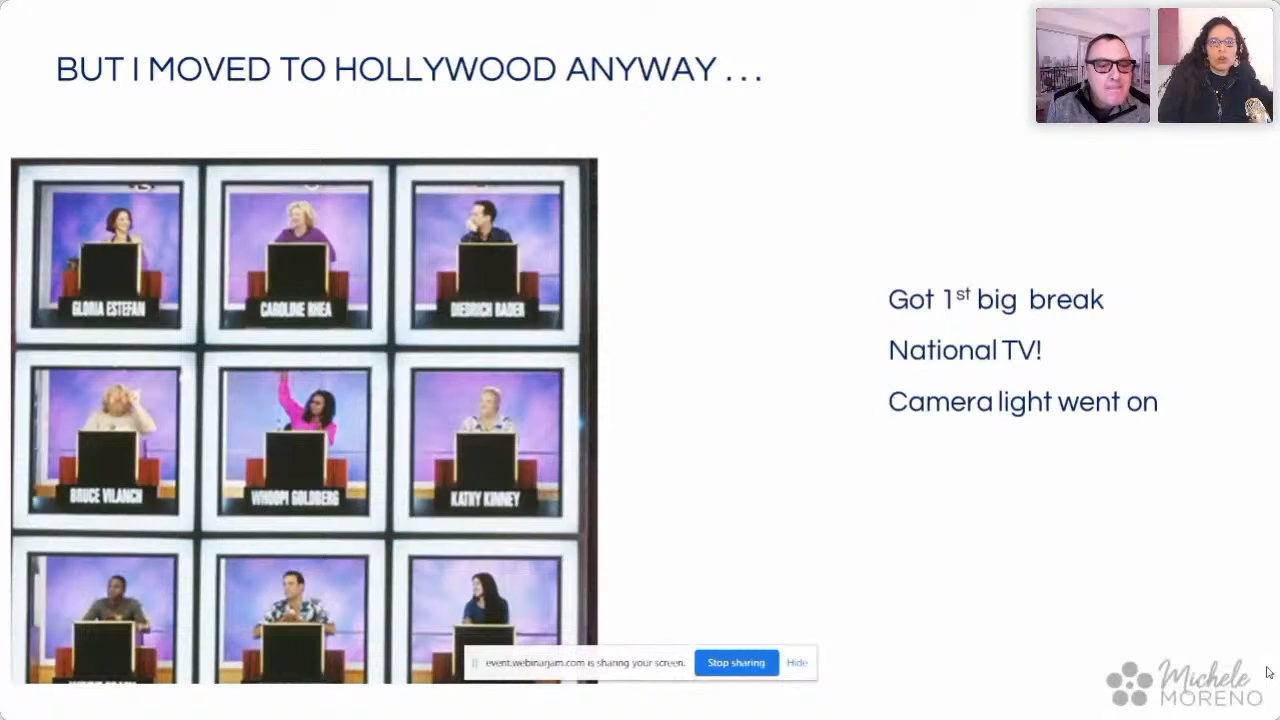 BUT I MOVED TO HOLLYWOOD ANYWAY . . .
GLORIA ESTEFAN
CAROLINE RHEA
DIEDRICH BADER
BRUCE VILANCH
WHOOPI GOLDBERG
KATHY KINNEY
Got 1st big break
National TV!
Camera light went on
event.webinarjam.com is sharing your screen.
Stop sharing
Hide
Michele
MORENO